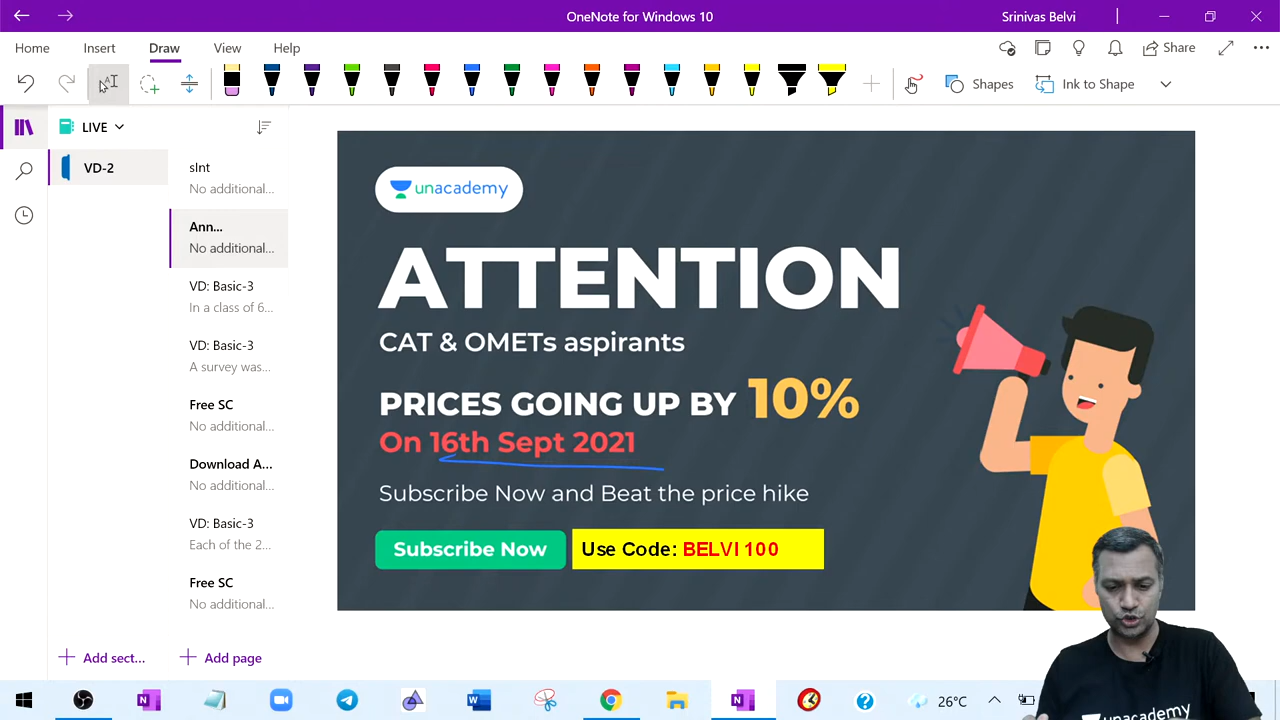 OneNote for Windows 10
Srinivas Belvi
Home
Insert
Draw
View
Help
Share
Shapes
Ink to Shape
LIVE
VD-2
sInt
No additional...
Ann...
No additional...
VD: Basic-3
In a class of 6...
VD: Basic-3
A survey was...
Free SC
No additional...
Download A...
No additional...
VD: Basic-3
Each of the 2...
Free SC
No additional...
Add sect...
Add page
unacademy
ATTENTION
CAT & OMETs aspirants
PRICES GOING UP BY 10%
On 16th Sept 2021
Subscribe Now and Beat the price hike
Subscribe Now
Use Code: BELVI 100
26°C
unacademy